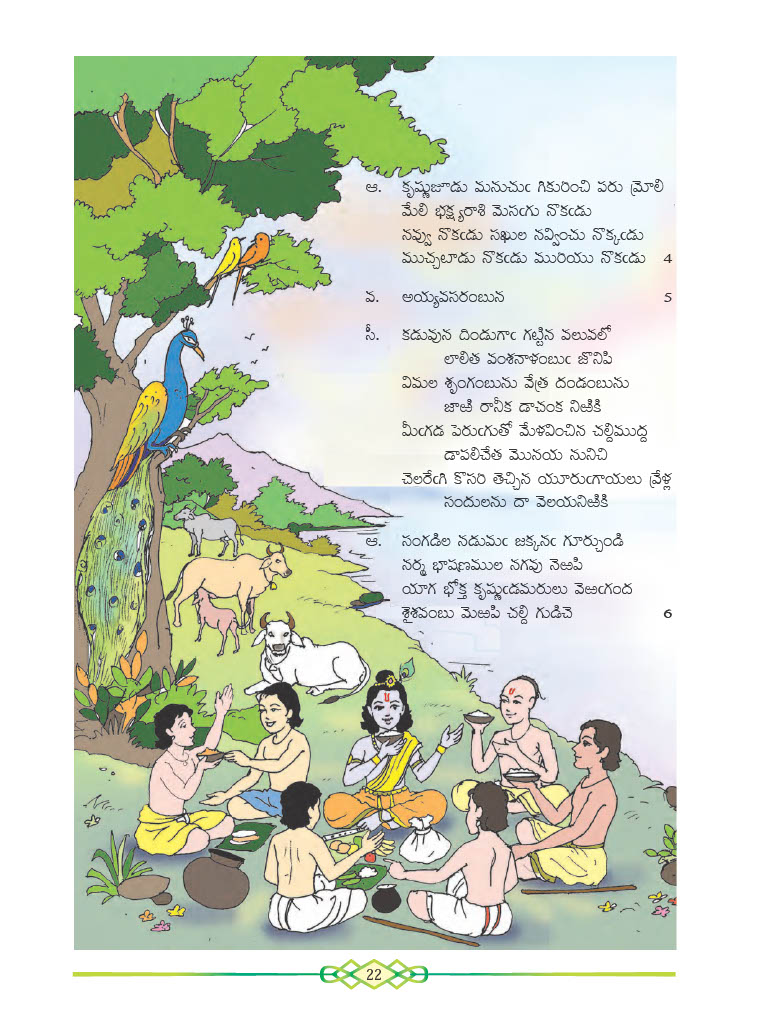 ఆ. కృష్ణుజూడు మనుచుఁ గికురించి పరు మ్రోలి
మేలి భక్ష్యరాశి మెసఁగు నొకఁడు
నవ్వు నొకఁడు సఖుల నవ్వించు నొక్కఁడు
ముచ్చటాడు నొకఁడు మురియు నొకఁడు 4
వ. అయ్యవసరంబున 5
సీ. కడువున దిండుగాఁ గట్టిన వలువలో
లాలిత వంశనాళంబుఁ జొనిపి
విమల శృంగంబును వేత్ర దండంబును
జాఱి రానీక డాచంక నిఱికి
మీఁగడ పెరుఁగుతో మేళవించిన చల్దిముద్ద
డాపలిచేత మొనయ నునిచి
చెలరేఁగి కొసరి తెచ్చిన యూరుఁగాయలు వ్రేళ్ల
సందులను దా వెలయనిఱికి
ఆ. సంగడిల నడుమఁ జక్కనఁ గూర్చుండి
నర్మ భాషణముల నగవు నెఱపి
యాగ భోక్త కృష్ణుఁడమరులు వెఱఁగంద
శైశవంబు మెఱపి చల్ది గుడిచె 6
22